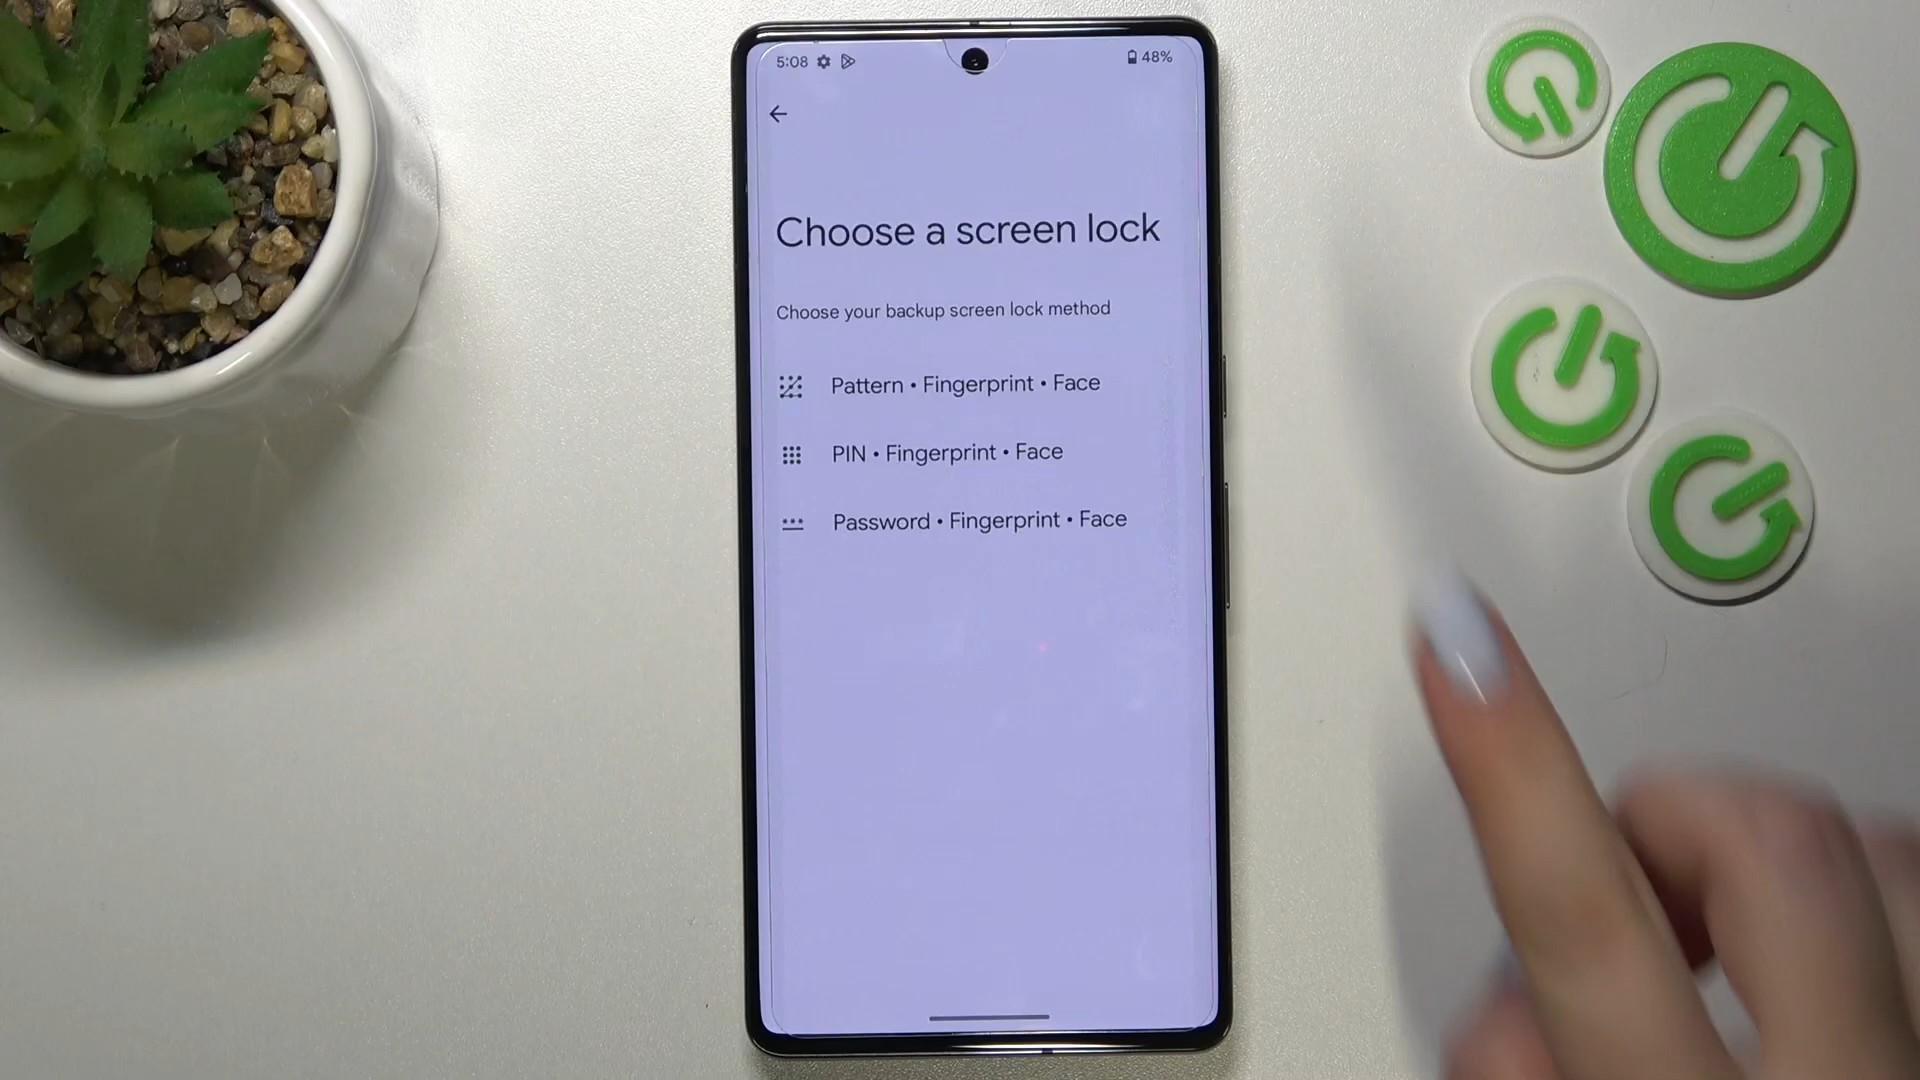 5:08 48%
Choose a screen lock
Choose your backup screen lock method
Pattern • Fingerprint • Face
PIN • Fingerprint • Face
Password • Fingerprint • Face